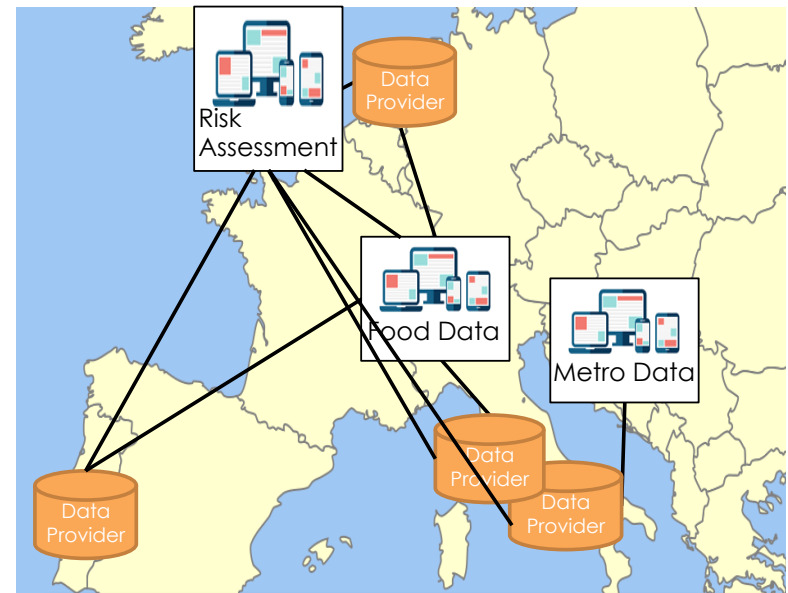 Data
Provider
Risk
Assessment
Food Data
Metro Data
Data
Provider
Data
Provider
Data
Provider